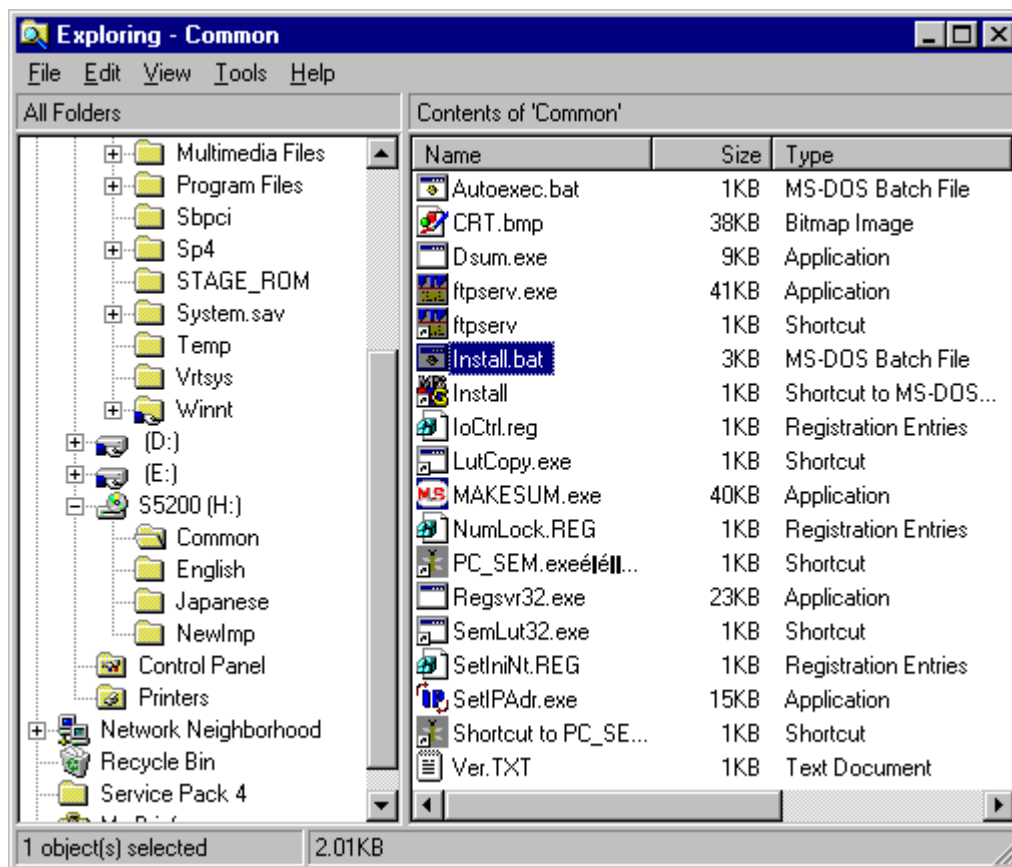 Exploring - Common
File Edit View Tools Help
All Folders
Contents of 'Common'
Multimedia Files
Program Files
Sbpci
Sp4
STAGE_ROM
System.sav
Temp
Vrtsys
Winnt
(D:)
(E:)
S5200 (H:)
Common
English
Japanese
NewImp
Control Panel
Printers
Network Neighborhood
Recycle Bin
Service Pack 4
Name Size Type
Autoexec.bat 1KB MS-DOS Batch File
CRT.bmp 38KB Bitmap Image
Dsum.exe 9KB Application
ftpserv.exe 41KB Application
ftpserv 1KB Shortcut
Install.bat 3KB MS-DOS Batch File
Install 1KB Shortcut to MS-DOS...
IoCtrl.reg 1KB Registration Entries
LutCopy.exe 1KB Shortcut
MAKESUM.exe 40KB Application
NumLock.REG 1KB Registration Entries
PC_SEM.exeé|é||... 1KB Shortcut
Regsvr32.exe 23KB Application
SemLut32.exe 1KB Shortcut
SetIniNt.REG 1KB Registration Entries
SetIPAdr.exe 15KB Application
Shortcut to PC_SE... 1KB Shortcut
Ver.TXT 1KB Text Document
1 object(s) selected 2.01KB